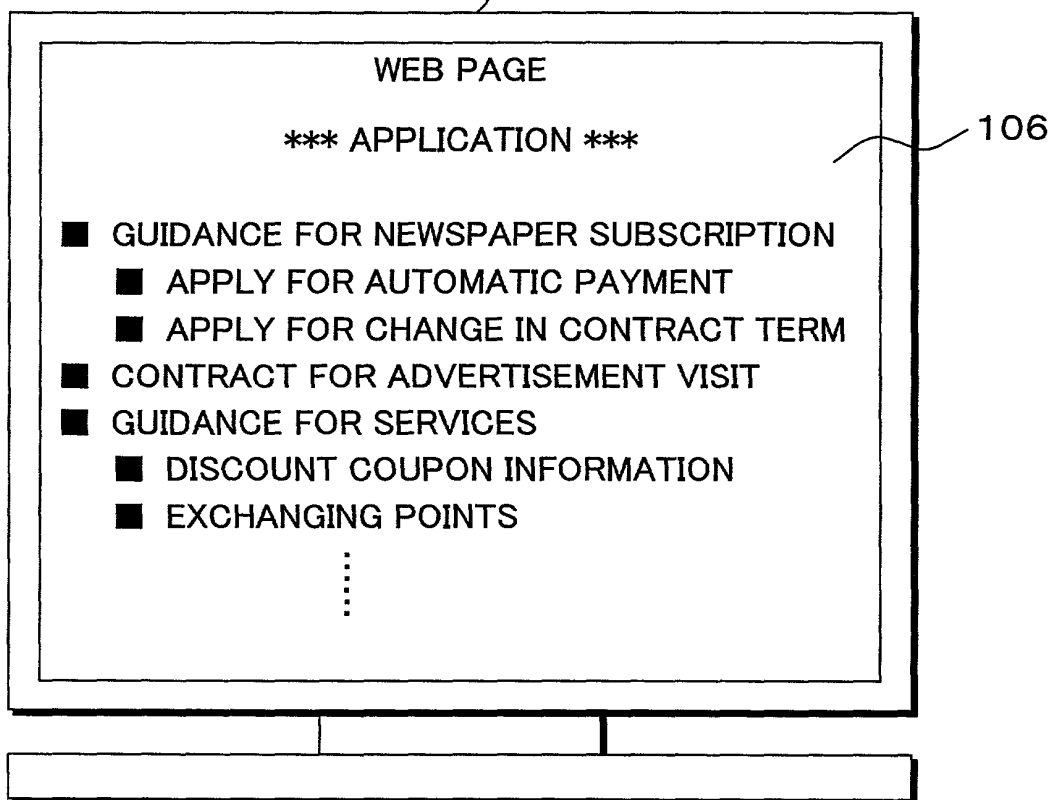 WEB PAGE
*** APPLICATION ***
106
■ GUIDANCE FOR NEWSPAPER SUBSCRIPTION
■ APPLY FOR AUTOMATIC PAYMENT
■ APPLY FOR CHANGE IN CONTRACT TERM
■ CONTRACT FOR ADVERTISEMENT VISIT
■ GUIDANCE FOR SERVICES
■ DISCOUNT COUPON INFORMATION
■ EXCHANGING POINTS